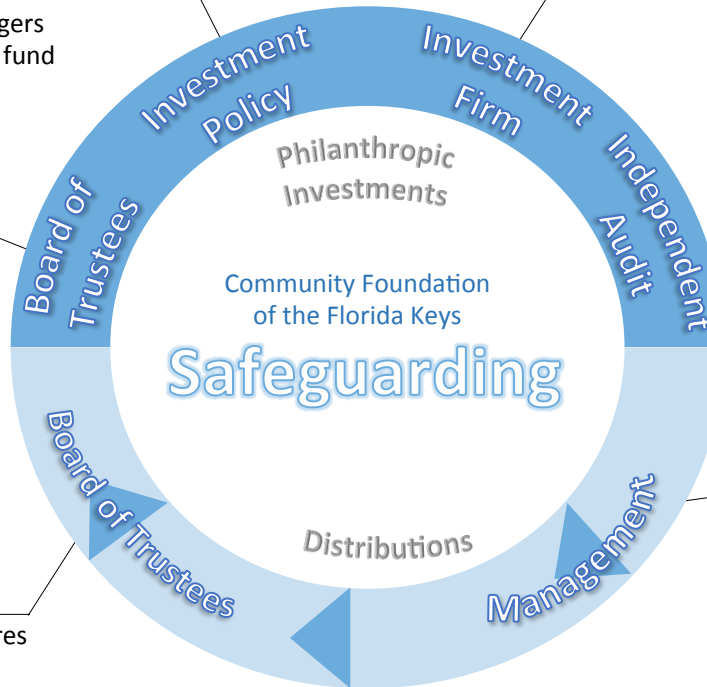 gers
fund
Investment
Policy
Investment
Firm
Independent
Audit
Board of
Trustees
Philanthropic
Investments
Community Foundation
of the Florida Keys
Safeguarding
Board of Trustees
Distributions
Management
res